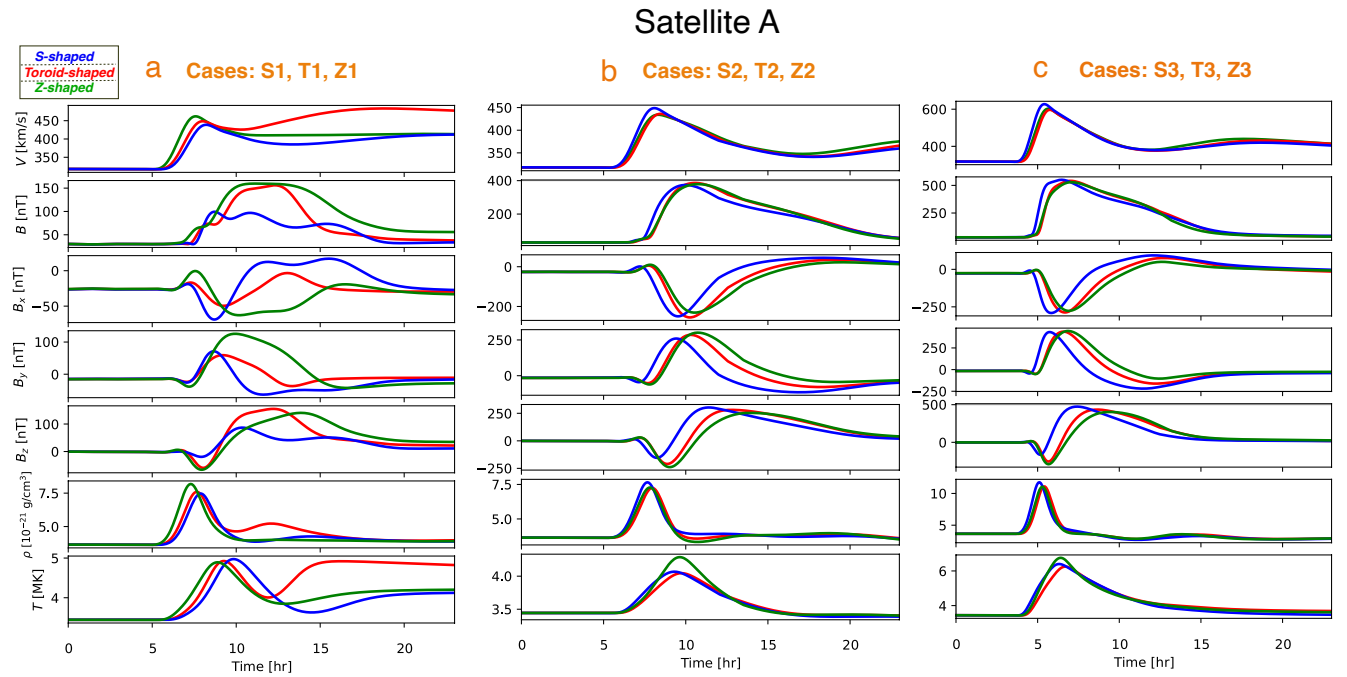 Satellite A
S-shaped
Toroid-shaped
Z-shaped
a Cases: S1, T1, Z1
b Cases: S2, T2, Z2
c Cases: S3, T3, Z3
V [km/s]
450
400
350
B [nT]
150
100
50
Bx [nT]
0
−50
By [nT]
100
0
Bz [nT]
100
0
ρ [10⁻²¹ g/cm³]
7.5
5.0
T [MK]
5
4
0 5 10 15 20
Time [hr]
450
400
350
400
200
0
−200
250
0
250
0
−250
7.5
5.0
4.0
3.5
0 5 10 15 20
Time [hr]
600
400
500
250
0
−250
250
0
−250
500
0
10
5
6
4
0 5 10 15 20
Time [hr]